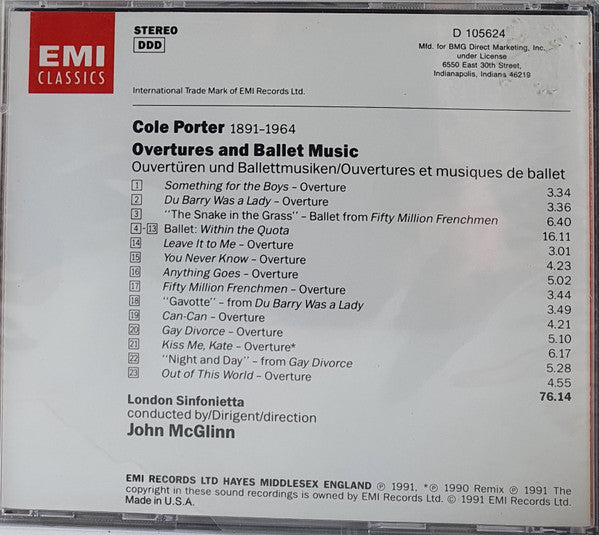 EMI
CLASSICS
STEREO
DDD
D 105624
Mfd. for BMG Direct Marketing, Inc.
under License
6550 East 30th Street,
Indianapolis, Indiana 46219
International Trade Mark of EMI Records Ltd.
Cole Porter 1891–1964
Overtures and Ballet Music
Ouvertüren und Ballettmusiken/Ouvertures et musiques de ballet
1 Something for the Boys – Overture 3.34
2 Du Barry Was a Lady – Overture 3.36
3 "The Snake in the Grass" – Ballet from Fifty Million Frenchmen 6.40
4-13 Ballet: Within the Quota 16.11
14 Leave It to Me – Overture 3.01
15 You Never Know – Overture 4.23
16 Anything Goes – Overture 5.02
17 Fifty Million Frenchmen – Overture 3.44
18 "Gavotte" – from Du Barry Was a Lady 3.49
19 Can-Can – Overture 4.21
20 Gay Divorce – Overture 5.10
21 Kiss Me, Kate – Overture* 6.17
22 "Night and Day" – from Gay Divorce 5.28
23 Out of This World – Overture 4.55
76.14
London Sinfonietta
conducted by/Dirigent/direction
John McGlinn
EMI RECORDS LTD HAYES MIDDLESEX ENGLAND ℗ 1991, *℗ 1990 Remix ℗ 1991 The
copyright in these sound recordings is owned by EMI Records Ltd. © 1991 EMI Records Ltd.
Made in U.S.A.